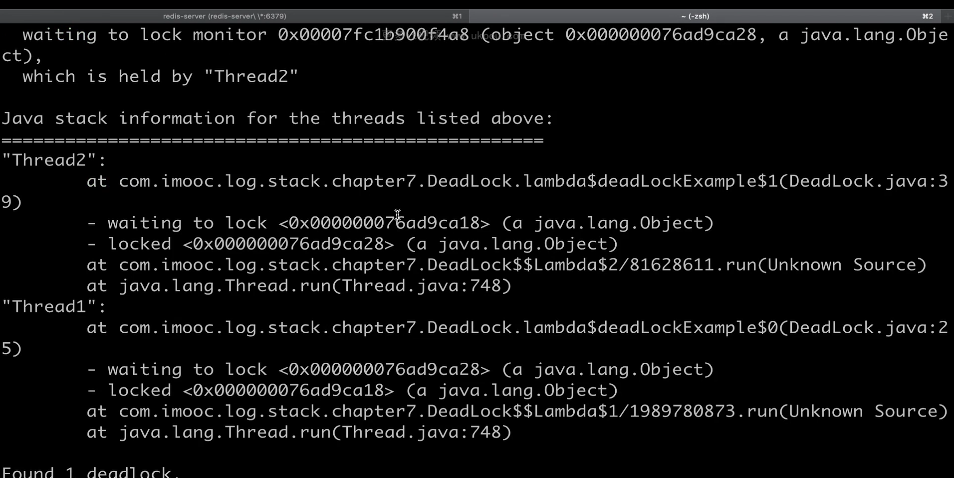 redis-server (redis-server\ \*:6379) ⌘1 ~ (-zsh) ⌘2
waiting to lock monitor 0x00007fc1b900f4a8 (object 0x000000076ad9ca28, a java.lang.Obje
ct),
which is held by "Thread2"
Java stack information for the threads listed above:
===================================================
"Thread2":
at com.imooc.log.stack.chapter7.DeadLock.lambda$deadLockExample$1(DeadLock.java:3
9)
- waiting to lock <0x000000076ad9ca18> (a java.lang.Object)
- locked <0x000000076ad9ca28> (a java.lang.Object)
at com.imooc.log.stack.chapter7.DeadLock$$Lambda$2/81628611.run(Unknown Source)
at java.lang.Thread.run(Thread.java:748)
"Thread1":
at com.imooc.log.stack.chapter7.DeadLock.lambda$deadLockExample$0(DeadLock.java:2
5)
- waiting to lock <0x000000076ad9ca28> (a java.lang.Object)
- locked <0x000000076ad9ca18> (a java.lang.Object)
at com.imooc.log.stack.chapter7.DeadLock$$Lambda$1/1989780873.run(Unknown Source)
at java.lang.Thread.run(Thread.java:748)
Found 1 deadlock.